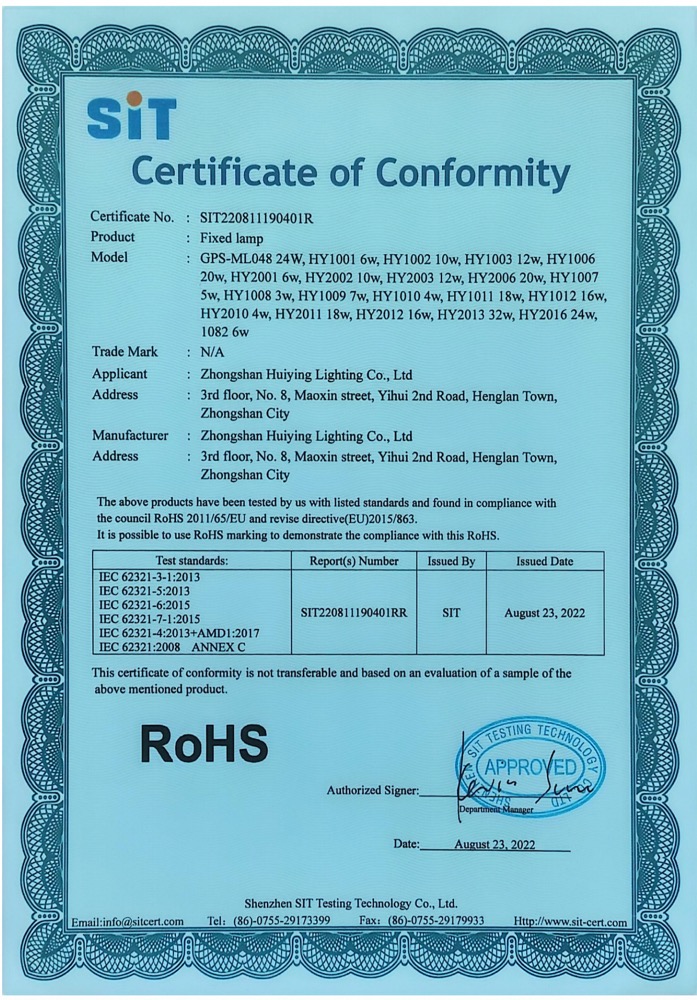 SiT
Certificate of Conformity
Certificate No. : SIT220811190401R
Product : Fixed lamp
Model : GPS-ML048 24W, HY1001 6w, HY1002 10w, HY1003 12w, HY1006
20w, HY2001 6w, HY2002 10w, HY2003 12w, HY2006 20w, HY1007
5w, HY1008 3w, HY1009 7w, HY1010 4w, HY1011 18w, HY1012 16w,
HY2010 4w, HY2011 18w, HY2012 16w, HY2013 32w, HY2016 24w,
1082 6w
Trade Mark : N/A
Applicant : Zhongshan Huiying Lighting Co., Ltd
Address : 3rd floor, No. 8, Maoxin street, Yihui 2nd Road, Henglan Town,
Zhongshan City
Manufacturer : Zhongshan Huiying Lighting Co., Ltd
Address : 3rd floor, No. 8, Maoxin street, Yihui 2nd Road, Henglan Town,
Zhongshan City
The above products have been tested by us with listed standards and found in compliance with
the council RoHS 2011/65/EU and revise directive(EU)2015/863.
It is possible to use RoHS marking to demonstrate the compliance with this RoHS.
Test standards: Report(s) Number Issued By Issued Date
IEC 62321-3-1:2013
IEC 62321-5:2013
IEC 62321-6:2015
IEC 62321-7-1:2015
IEC 62321-4:2013+AMD1:2017
IEC 62321:2008 ANNEX C
SIT220811190401RR SIT August 23, 2022
This certificate of conformity is not transferable and based on an evaluation of a sample of the
above mentioned product.
RoHS
SHENZHEN SIT TESTING TECHNOLOGY CO., LTD
APPROVED
Authorized Signer:
Department Manager
Date: August 23, 2022
Shenzhen SIT Testing Technology Co., Ltd.
Email:info@sitcert.com Tel: (86)-0755-29173399 Fax: (86)-0755-29179933 Http://www.sit-cert.com